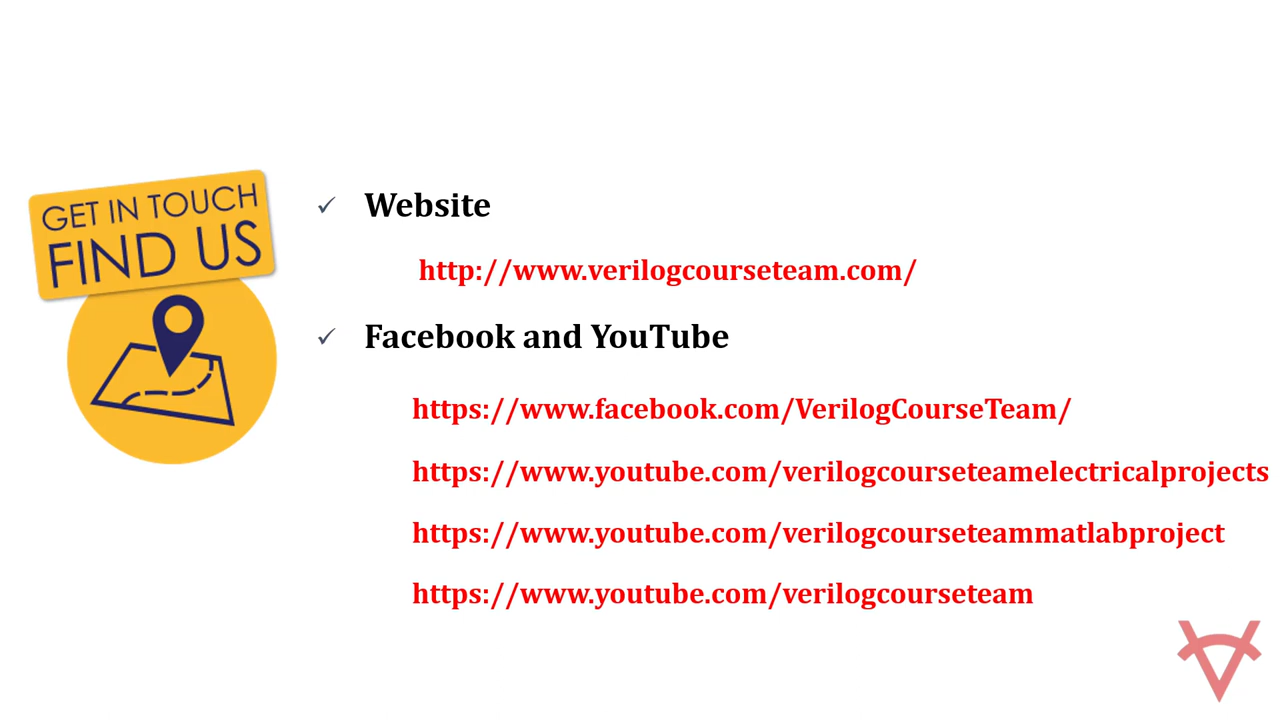 GET IN TOUCH
FIND US
✓ Website
http://www.verilogcourseteam.com/
✓ Facebook and YouTube
https://www.facebook.com/VerilogCourseTeam/
https://www.youtube.com/verilogcourseteamelectricalprojects
https://www.youtube.com/verilogcourseteammatlabproject
https://www.youtube.com/verilogcourseteam